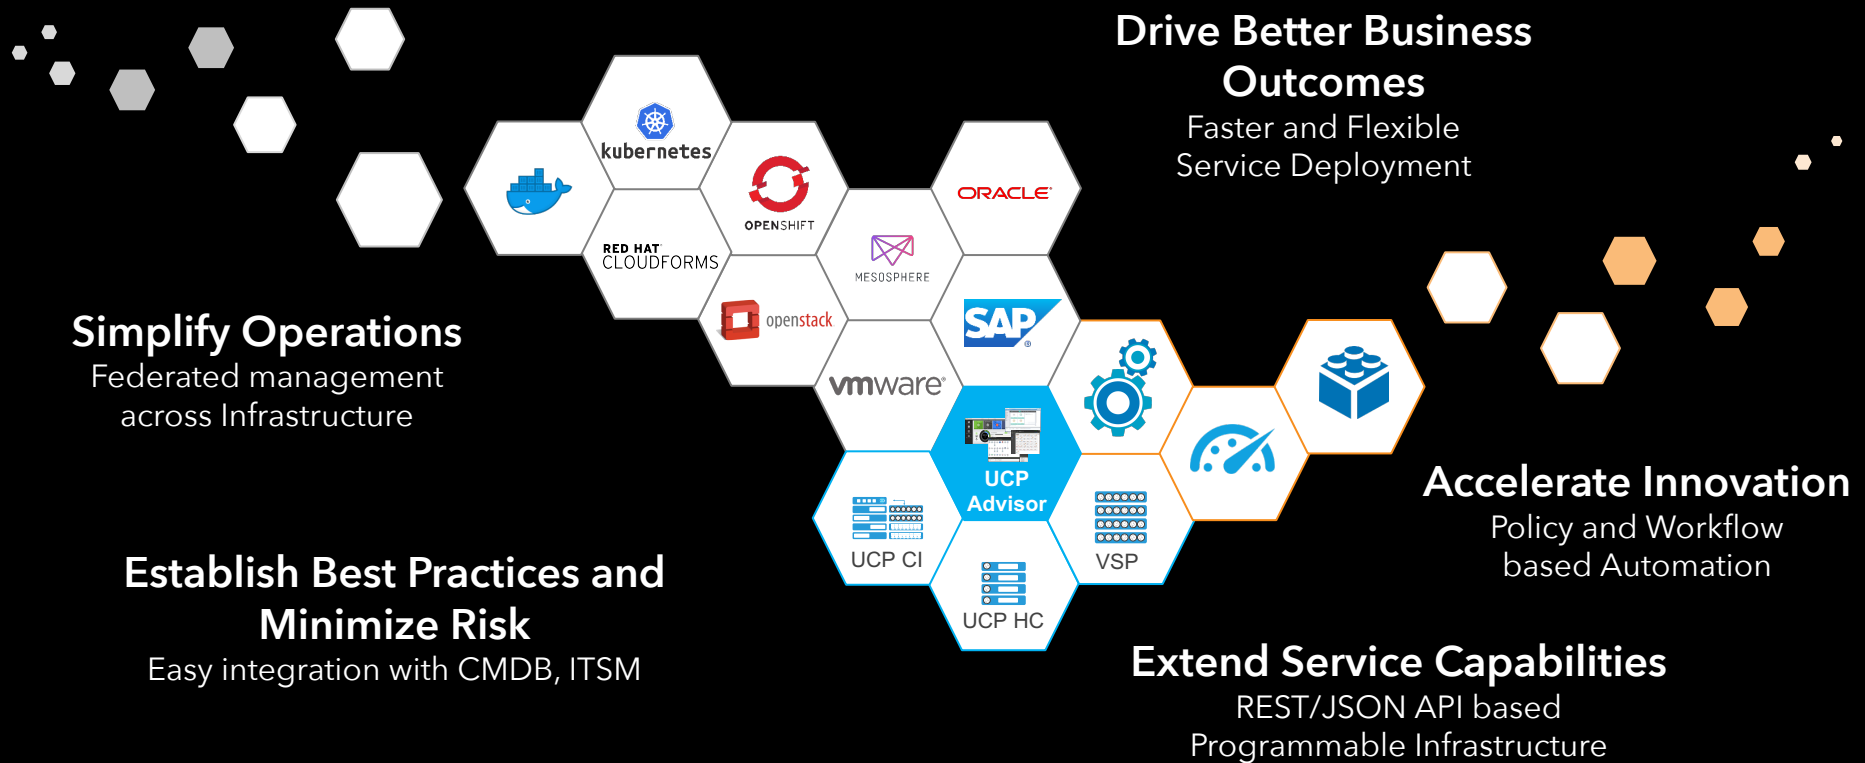 Drive Better Business
Outcomes
Faster and Flexible
Service Deployment
kubernetes
OPENSHIFT
ORACLE
RED HAT
CLOUDFORMS
MESOSPHERE
openstack
SAP
vmware
UCP
Advisor
UCP CI
VSP
UCP HC
Simplify Operations
Federated management
across Infrastructure
Establish Best Practices and
Minimize Risk
Easy integration with CMDB, ITSM
Accelerate Innovation
Policy and Workflow
based Automation
Extend Service Capabilities
REST/JSON API based
Programmable Infrastructure